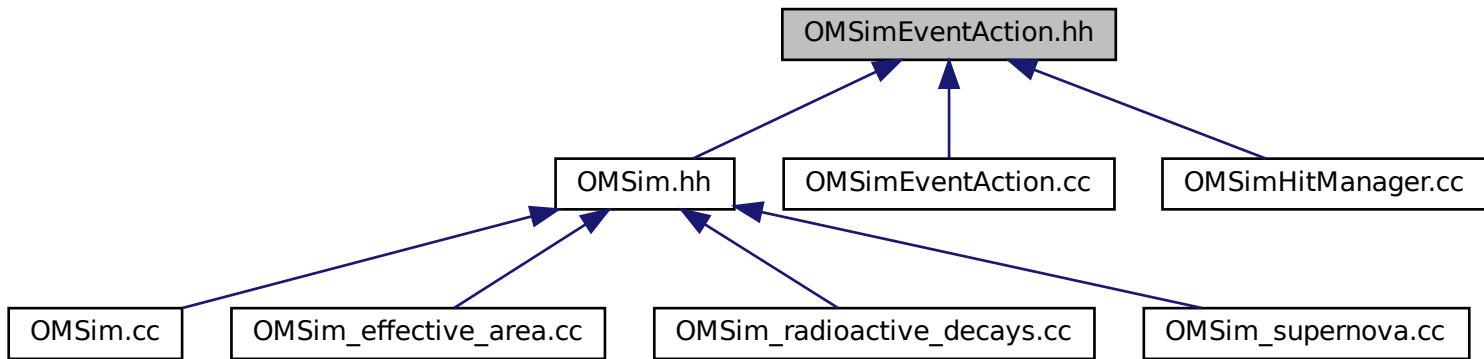 OMSimEventAction.hh
OMSim.hh
OMSimEventAction.cc
OMSimHitManager.cc
OMSim.cc
OMSim_effective_area.cc
OMSim_radioactive_decays.cc
OMSim_supernova.cc